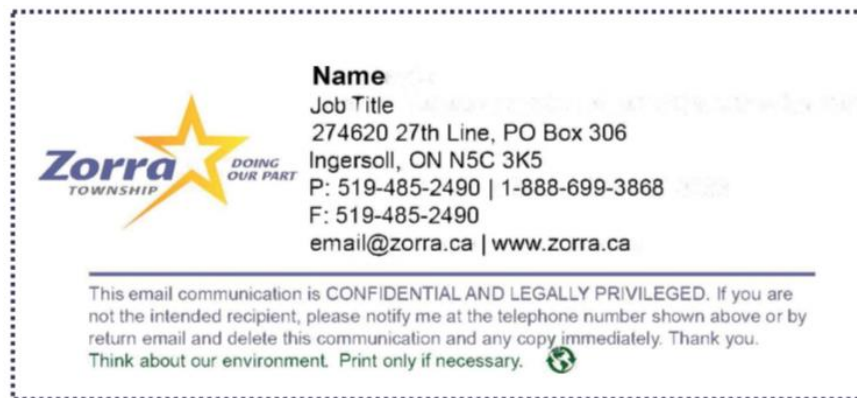 Name
Job Title
274620 27th Line, PO Box 306
Ingersoll, ON N5C 3K5
P: 519-485-2490 | 1-888-699-3868
F: 519-485-2490
email@zorra.ca | www.zorra.ca
Zorra
TOWNSHIP
DOING
OUR PART
This email communication is CONFIDENTIAL AND LEGALLY PRIVILEGED. If you are
not the intended recipient, please notify me at the telephone number shown above or by
return email and delete this communication and any copy immediately. Thank you.
Think about our environment. Print only if necessary.